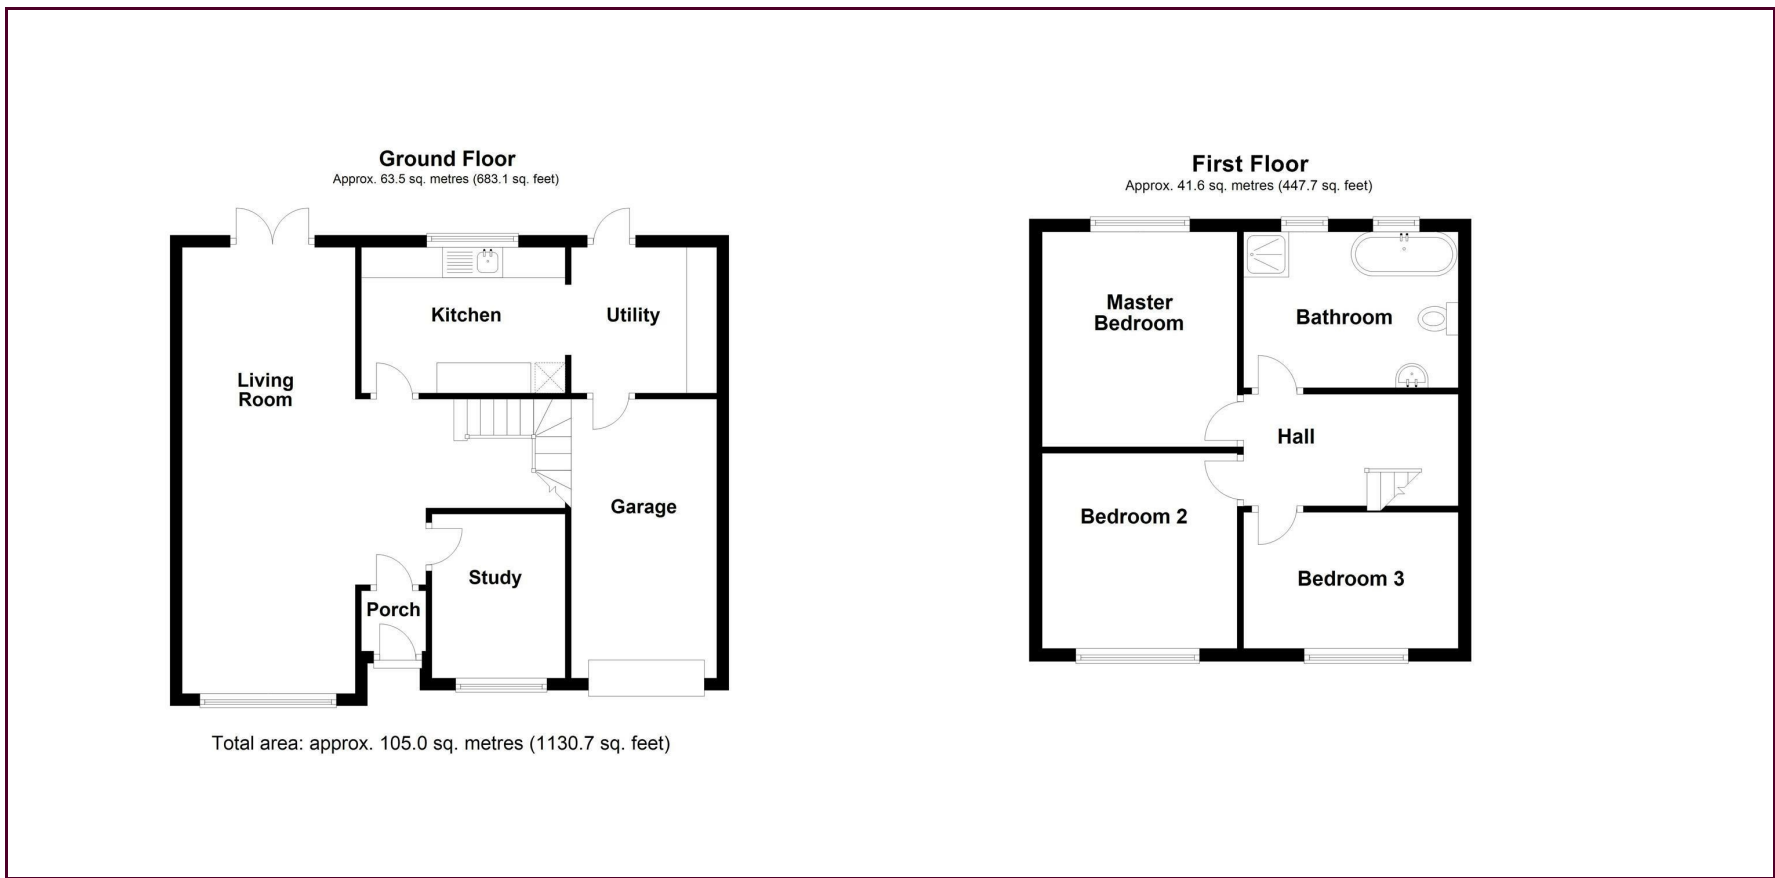 Ground Floor
Approx. 63.5 sq. metres (683.1 sq. feet)
Kitchen
Utility
Living
Room
Garage
Study
Porch
Total area: approx. 105.0 sq. metres (1130.7 sq. feet)
First Floor
Approx. 41.6 sq. metres (447.7 sq. feet)
Master
Bedroom
Bathroom
Hall
Bedroom 2
Bedroom 3